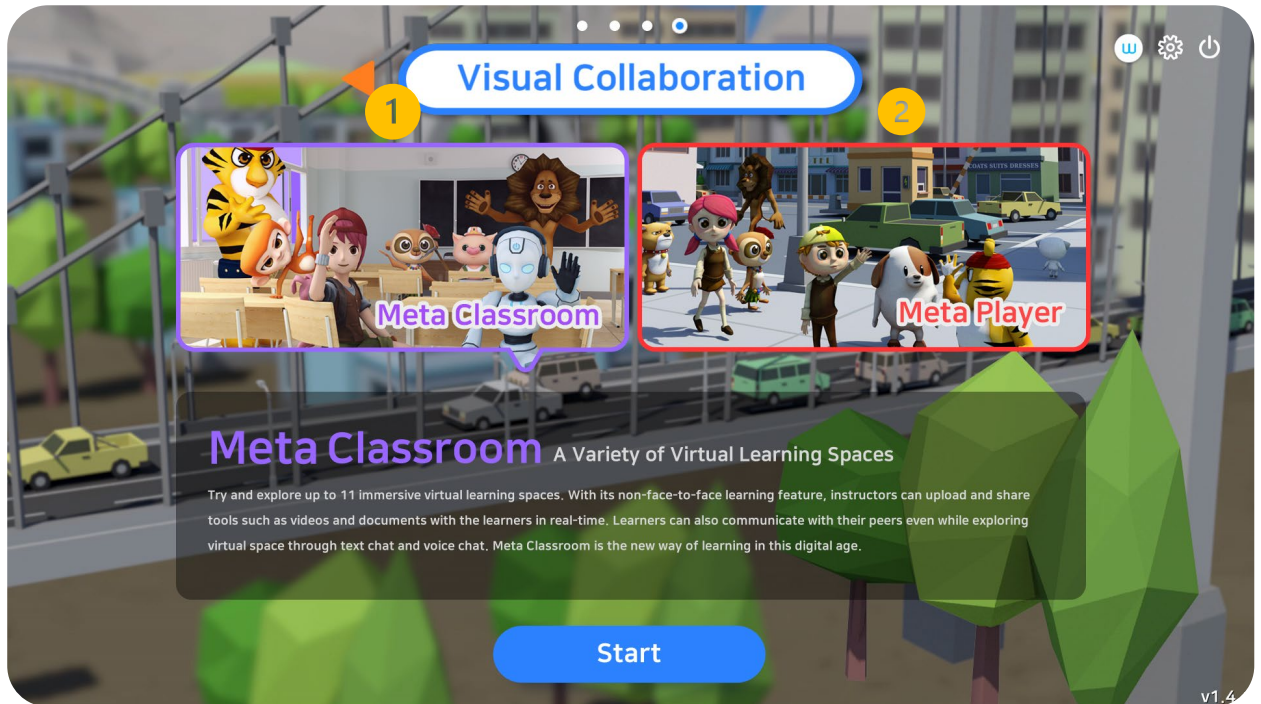 Visual Collaboration
1
2
COATS SUITS DRESSES
Meta Classroom
Meta Player
Meta Classroom A Variety of Virtual Learning Spaces
Try and explore up to 11 immersive virtual learning spaces. With its non-face-to-face learning feature, instructors can upload and share
tools such as videos and documents with the learners in real-time. Learners can also communicate with their peers even while exploring
virtual space through text chat and voice chat. Meta Classroom is the new way of learning in this digital age.
Start
v1.4